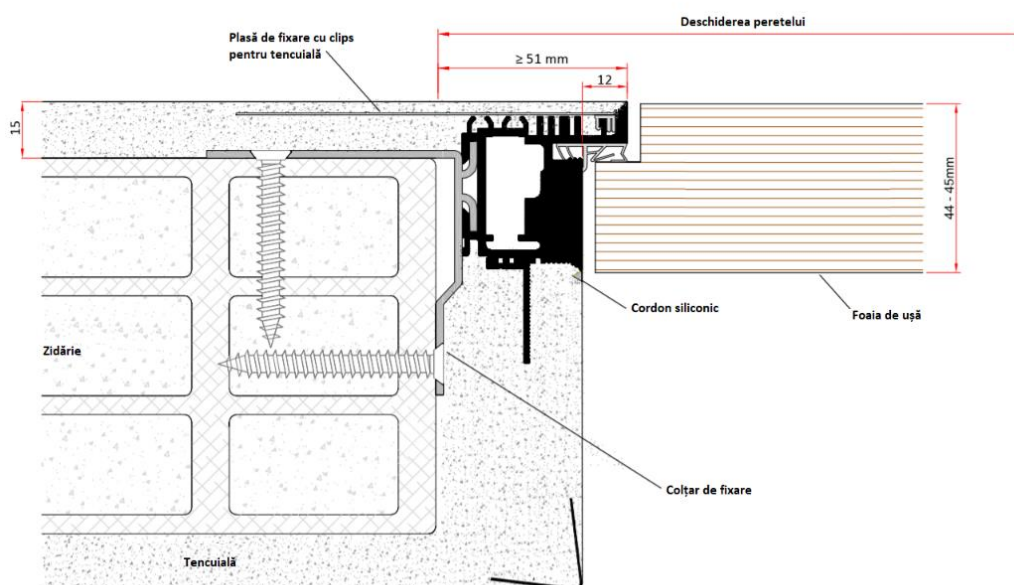 Deschiderea peretelui
Plasă de fixare cu clips
pentru tencuială
≥ 51 mm
12
15
44 - 45mm
Cordon siliconic
Foaia de ușă
Zidărie
Colțar de fixare
Tencuială